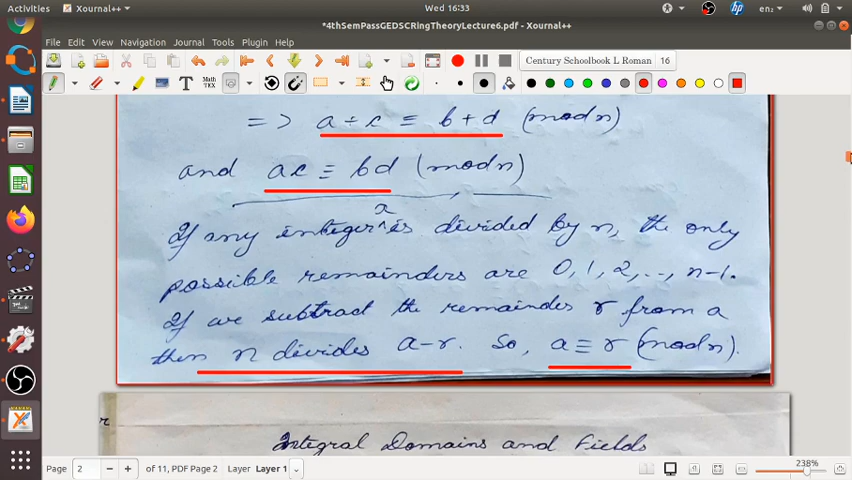 Activities Xournal++ Wed 16:33 en₂
*4thSemPassGEDSCRingTheoryLecture6.pdf - Xournal++
File Edit View Navigation Journal Tools Plugin Help
Century Schoolbook L Roman 16
=> a + c ≡ b + d (mod n)
and ac ≡ bd (mod n)
a
If any integer ^ is divided by n, the only
possible remainders are 0, 1, 2, ..., n-1.
If we subtract the remainder r from a
then n divides a-r. So, a ≡ r (mod n).
r
Integral Domains and Fields
Page 2 of 11, PDF Page 2 Layer Layer 1 238%